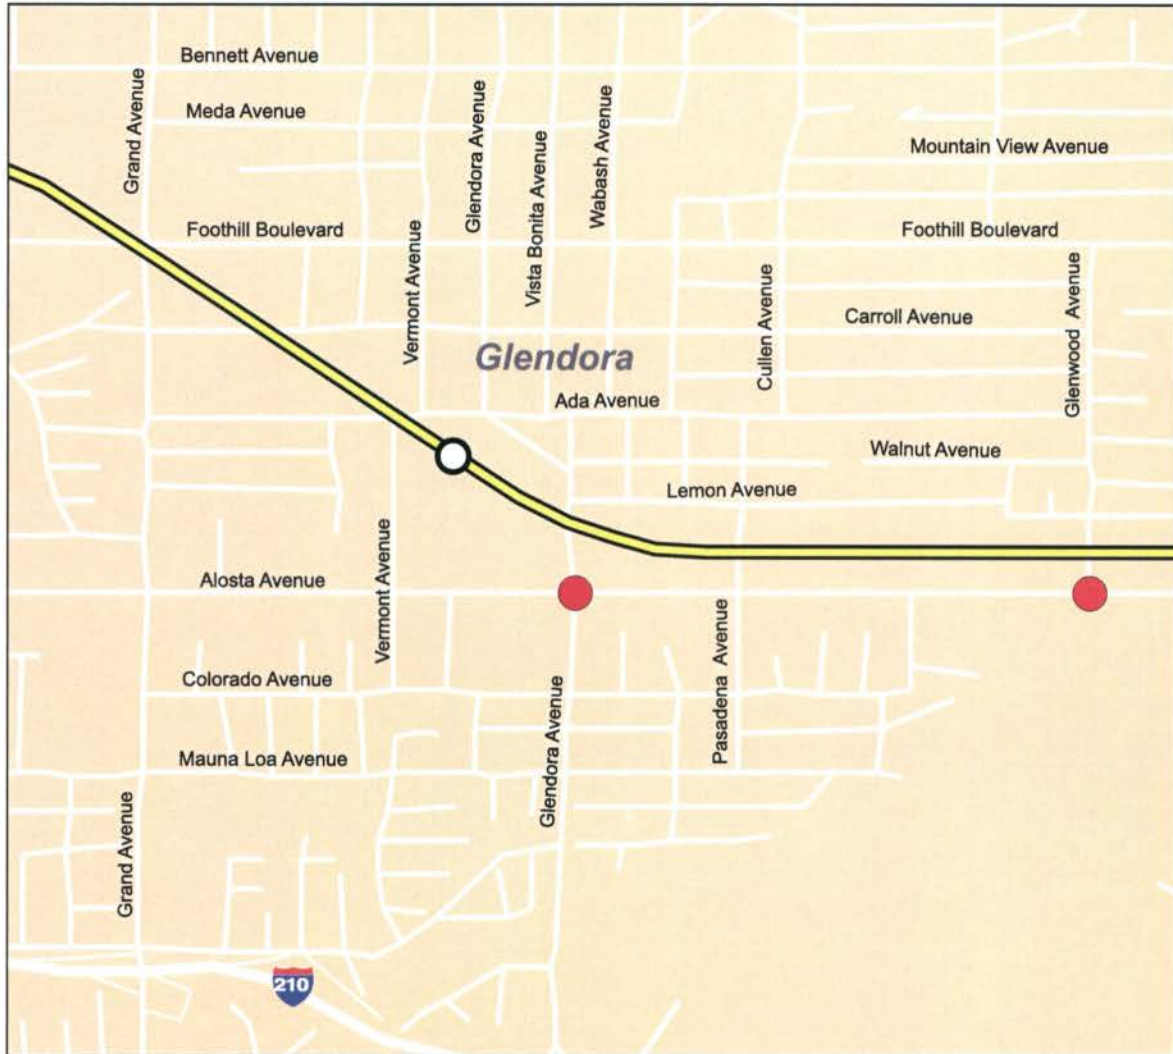 Bennett Avenue
Meda Avenue
Grand Avenue
Glendora Avenue
Vista Bonita Avenue
Wabash Avenue
Mountain View Avenue
Foothill Boulevard
Foothill Boulevard
Vermont Avenue
Cullen Avenue
Carroll Avenue
Glenwood Avenue
Glendora
Ada Avenue
Walnut Avenue
Lemon Avenue
Alosta Avenue
Vermont Avenue
Pasadena Avenue
Colorado Avenue
Glendora Avenue
Mauna Loa Avenue
Grand Avenue
210